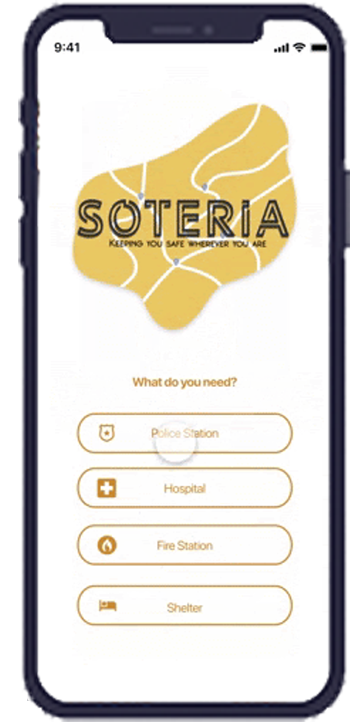 9:41
SOTERIA
KEEPING YOU SAFE WHEREVER YOU ARE
What do you need?
Police Station
Hospital
Fire Station
Shelter